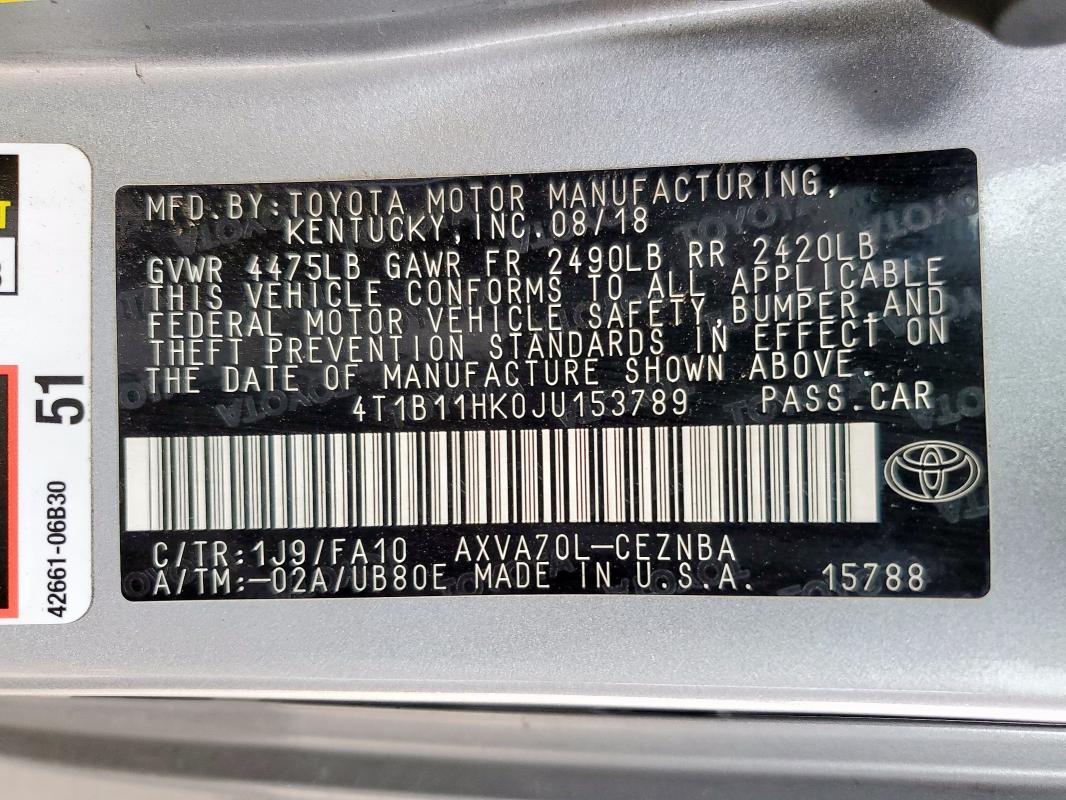 MFD.BY:TOYOTA MOTOR MANUFACTURING,
KENTUCKY,INC.08/18
GVWR 4475LB GAWR FR 2490LB RR 2420LB
THIS VEHICLE CONFORMS TO ALL APPLICABLE
FEDERAL MOTOR VEHICLE SAFETY,BUMPER,AND
THEFT PREVENTION STANDARDS IN EFFECT ON
THE DATE OF MANUFACTURE SHOWN ABOVE.
4T1B11HK0JU153789 PASS.CAR
C/TR:1J9/FA10 AXVA70L-CEZNBA
A/TM:-02A/UB80E MADE IN U.S.A. 15788
51
42661-06B30